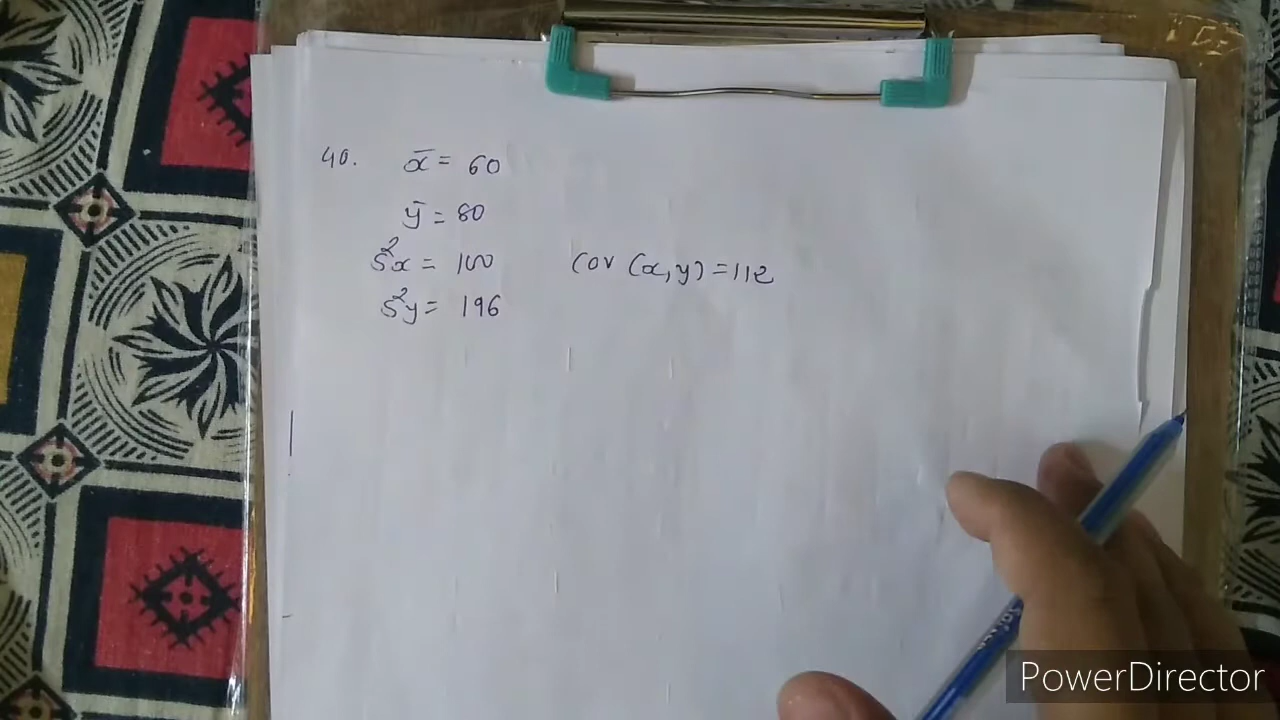 40. x̄ = 60
ȳ = 80
S²x = 100 Cov (x,y) = 112
S²y = 196
PowerDirector